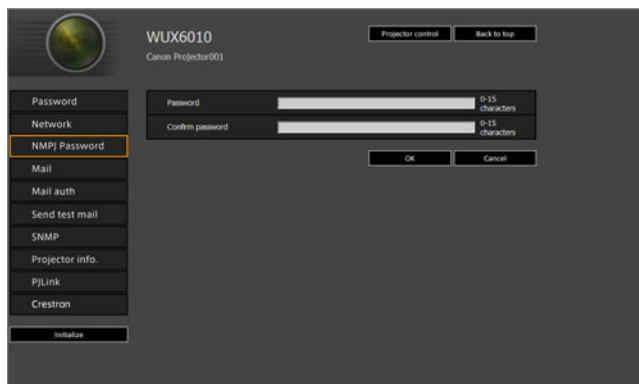 WUX6010
Projector control
Back to top
Canon Projector001
Password
Network
NMPJ Password
Mail
Mail auth
Send test mail
SNMP
Projector info.
PJLink
Crestron
Initialize
Password
0-15
characters
Confirm password
0-15
characters
OK
Cancel